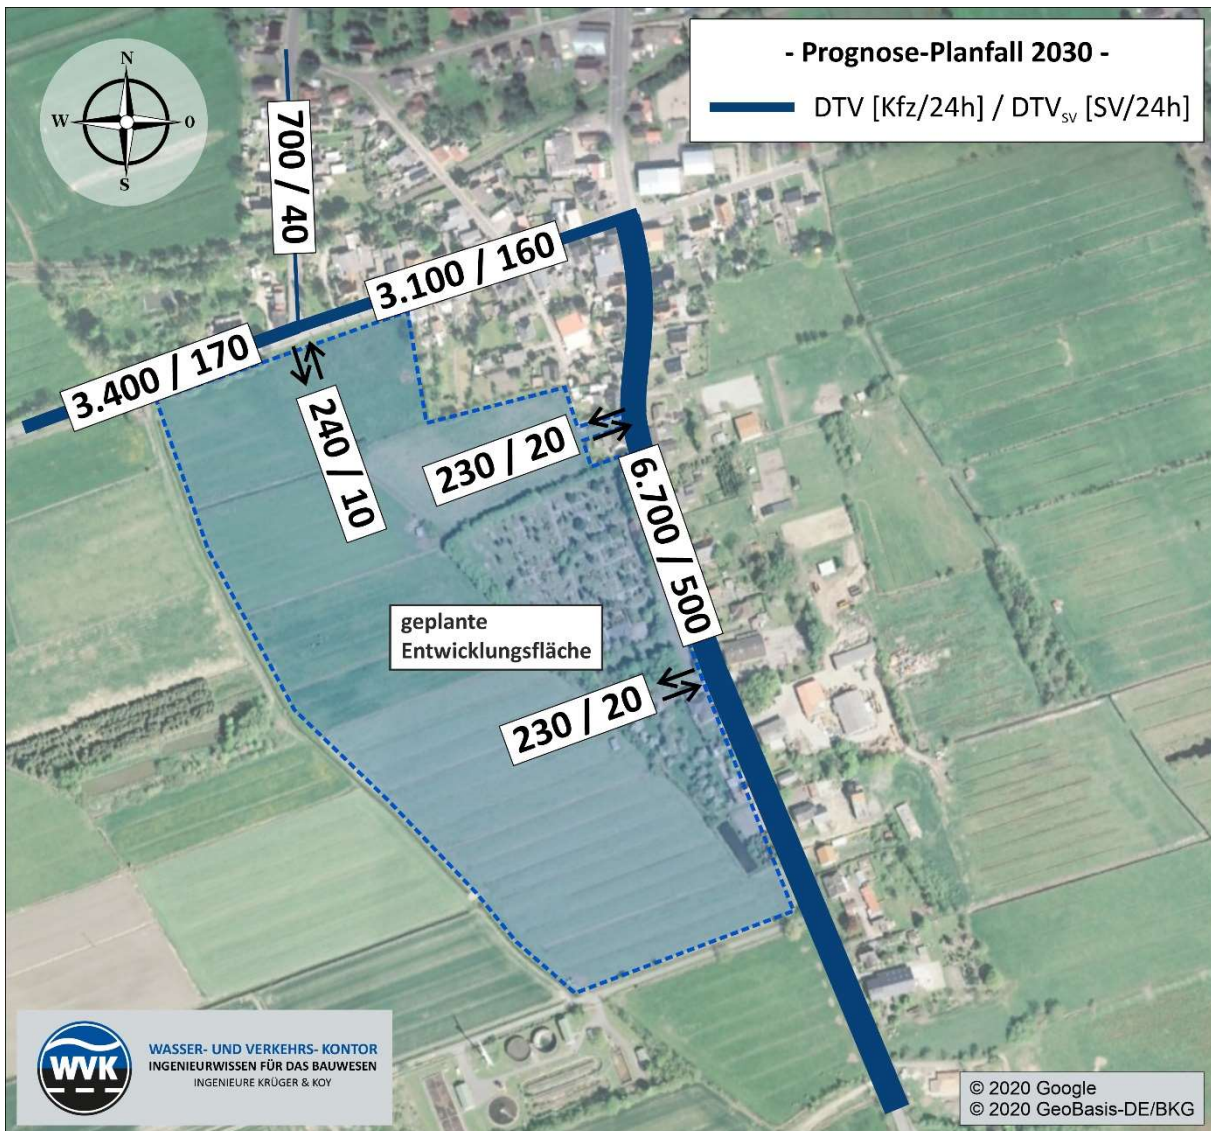 - Prognose-Planfall 2030 -
DTV [Kfz/24h] / DTVSV [SV/24h]
N
W
O
S
700 / 40
3.100 / 160
3.400 / 170
240 / 10
230 / 20
6.700 / 500
geplante
Entwicklungsfläche
230 / 20
WVK
WASSER- UND VERKEHRS- KONTOR
INGENIEURWISSEN FÜR DAS BAUWESEN
INGENIEURE KRÜGER & KOY
© 2020 Google
© 2020 GeoBasis-DE/BKG